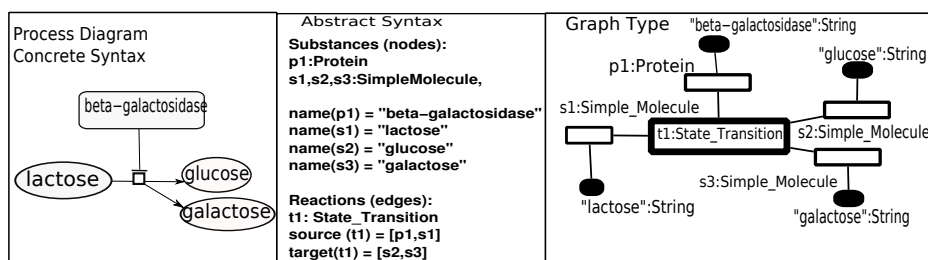 Process Diagram
Concrete Syntax
beta−galactosidase
lactose
glucose
galactose
Abstract Syntax
Substances (nodes):
p1:Protein
s1,s2,s3:SimpleMolecule,
name(p1) = "beta−galactosidase"
name(s1) = "lactose"
name(s2) = "glucose"
name(s3) = "galactose"
Reactions (edges):
t1: State_Transition
source (t1) = [p1,s1]
target(t1) = [s2,s3]
Graph Type
"beta−galactosidase":String
"glucose":String
p1:Protein
s1:Simple_Molecule
t1:State_Transition
s2:Simple_Molecule
s3:Simple_Molecule
"lactose":String
"galactose":String